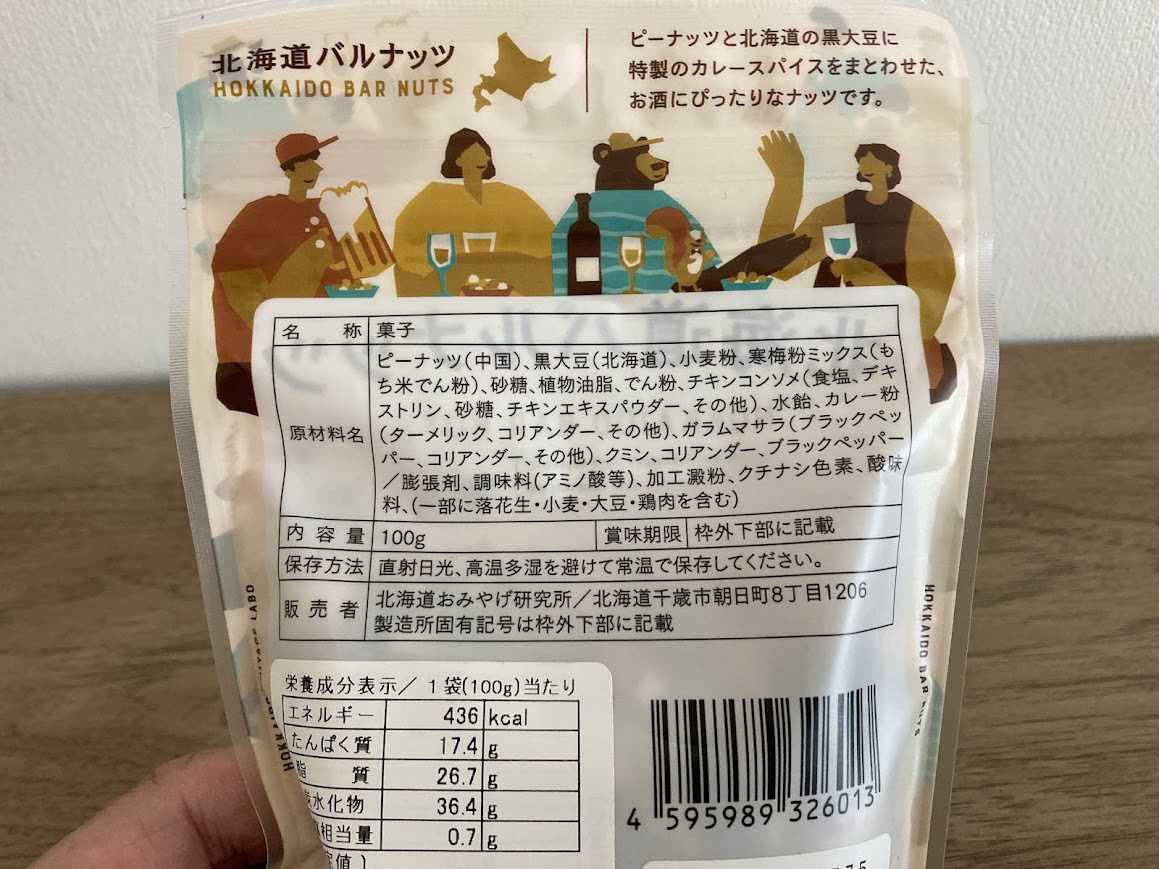 北海道バルナッツ
HOKKAIDO BAR NUTS
ピーナッツと北海道の黒大豆に
特製のカレースパイスをまとわせた、
お酒にぴったりなナッツです。
名 称 菓子
原材料名 ピーナッツ(中国)、黒大豆(北海道)、小麦粉、寒梅粉ミックス(も
ち米でん粉)、砂糖、植物油脂、でん粉、チキンコンソメ(食塩、デキ
ストリン、砂糖、チキンエキスパウダー、その他)、水飴、カレー粉
(ターメリック、コリアンダー、その他)、ガラムマサラ(ブラックペッ
パー、コリアンダー、その他)、クミン、コリアンダー、ブラックペッパー
/膨張剤、調味料(アミノ酸等)、加工澱粉、クチナシ色素、酸味
料、(一部に落花生・小麦・大豆・鶏肉を含む)
内 容 量 100g 賞味期限 枠外下部に記載
保存方法 直射日光、高温多湿を避けて常温で保存してください。
販 売 者 北海道おみやげ研究所/北海道千歳市朝日町8丁目1206
製造所固有記号は枠外下部に記載
栄養成分表示/1袋(100g)当たり
エネルギー 436 kcal
たんぱく質 17.4 g
脂 質 26.7 g
炭水化物 36.4 g
相当量 0.7 g
値)
4 595989 326013
HOKKAIDO BAR NUTS